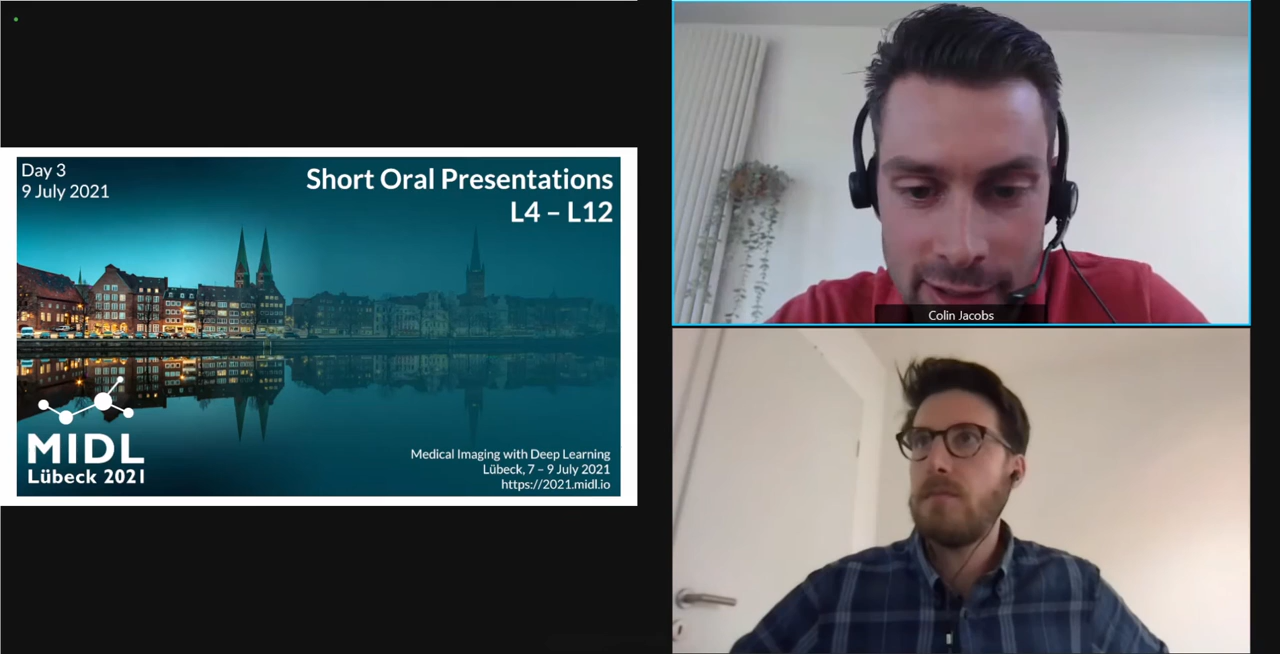 Day 3
9 July 2021
Short Oral Presentations
L4 – L12
MIDL
Lübeck 2021
Medical Imaging with Deep Learning
Lübeck, 7 – 9 July 2021
https://2021.midl.io
Colin Jacobs